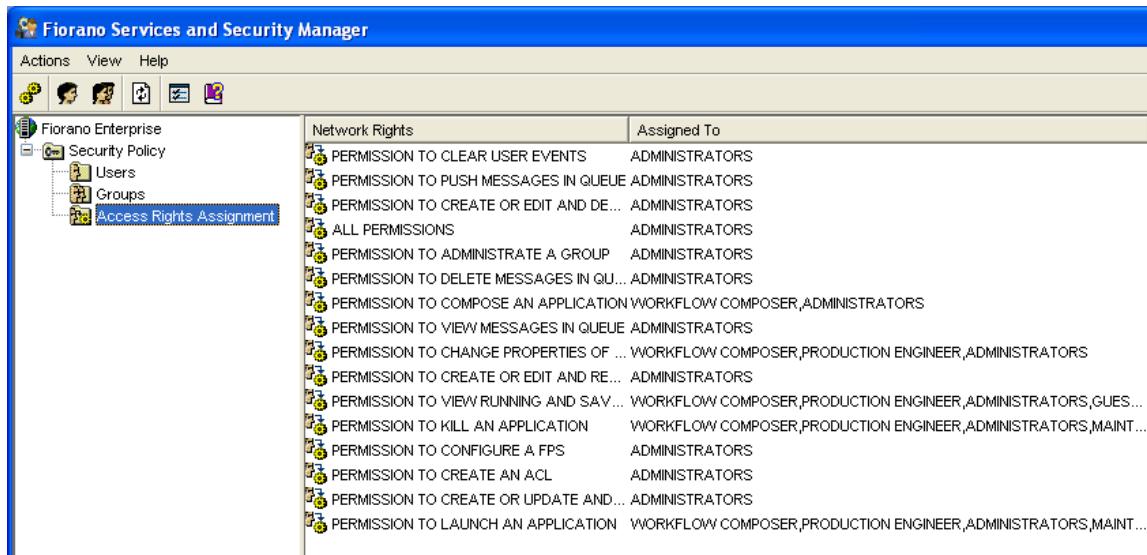 Fiorano Services and Security Manager
Actions View Help
Fiorano Enterprise
Security Policy
Users
Groups
Access Rights Assignment
Network Rights Assigned To
PERMISSION TO CLEAR USER EVENTS ADMINISTRATORS
PERMISSION TO PUSH MESSAGES IN QUEUE ADMINISTRATORS
PERMISSION TO CREATE OR EDIT AND DE... ADMINISTRATORS
ALL PERMISSIONS ADMINISTRATORS
PERMISSION TO ADMINISTRATE A GROUP ADMINISTRATORS
PERMISSION TO DELETE MESSAGES IN QU... ADMINISTRATORS
PERMISSION TO COMPOSE AN APPLICATION WORKFLOW COMPOSER,ADMINISTRATORS
PERMISSION TO VIEW MESSAGES IN QUEUE ADMINISTRATORS
PERMISSION TO CHANGE PROPERTIES OF ... WORKFLOW COMPOSER,PRODUCTION ENGINEER,ADMINISTRATORS
PERMISSION TO CREATE OR EDIT AND RE... ADMINISTRATORS
PERMISSION TO VIEW RUNNING AND SAV... WORKFLOW COMPOSER,PRODUCTION ENGINEER,ADMINISTRATORS,GUES...
PERMISSION TO KILL AN APPLICATION WORKFLOW COMPOSER,PRODUCTION ENGINEER,ADMINISTRATORS,MAINT...
PERMISSION TO CONFIGURE A FPS ADMINISTRATORS
PERMISSION TO CREATE AN ACL ADMINISTRATORS
PERMISSION TO CREATE OR UPDATE AND... ADMINISTRATORS
PERMISSION TO LAUNCH AN APPLICATION WORKFLOW COMPOSER,PRODUCTION ENGINEER,ADMINISTRATORS,MAINT...